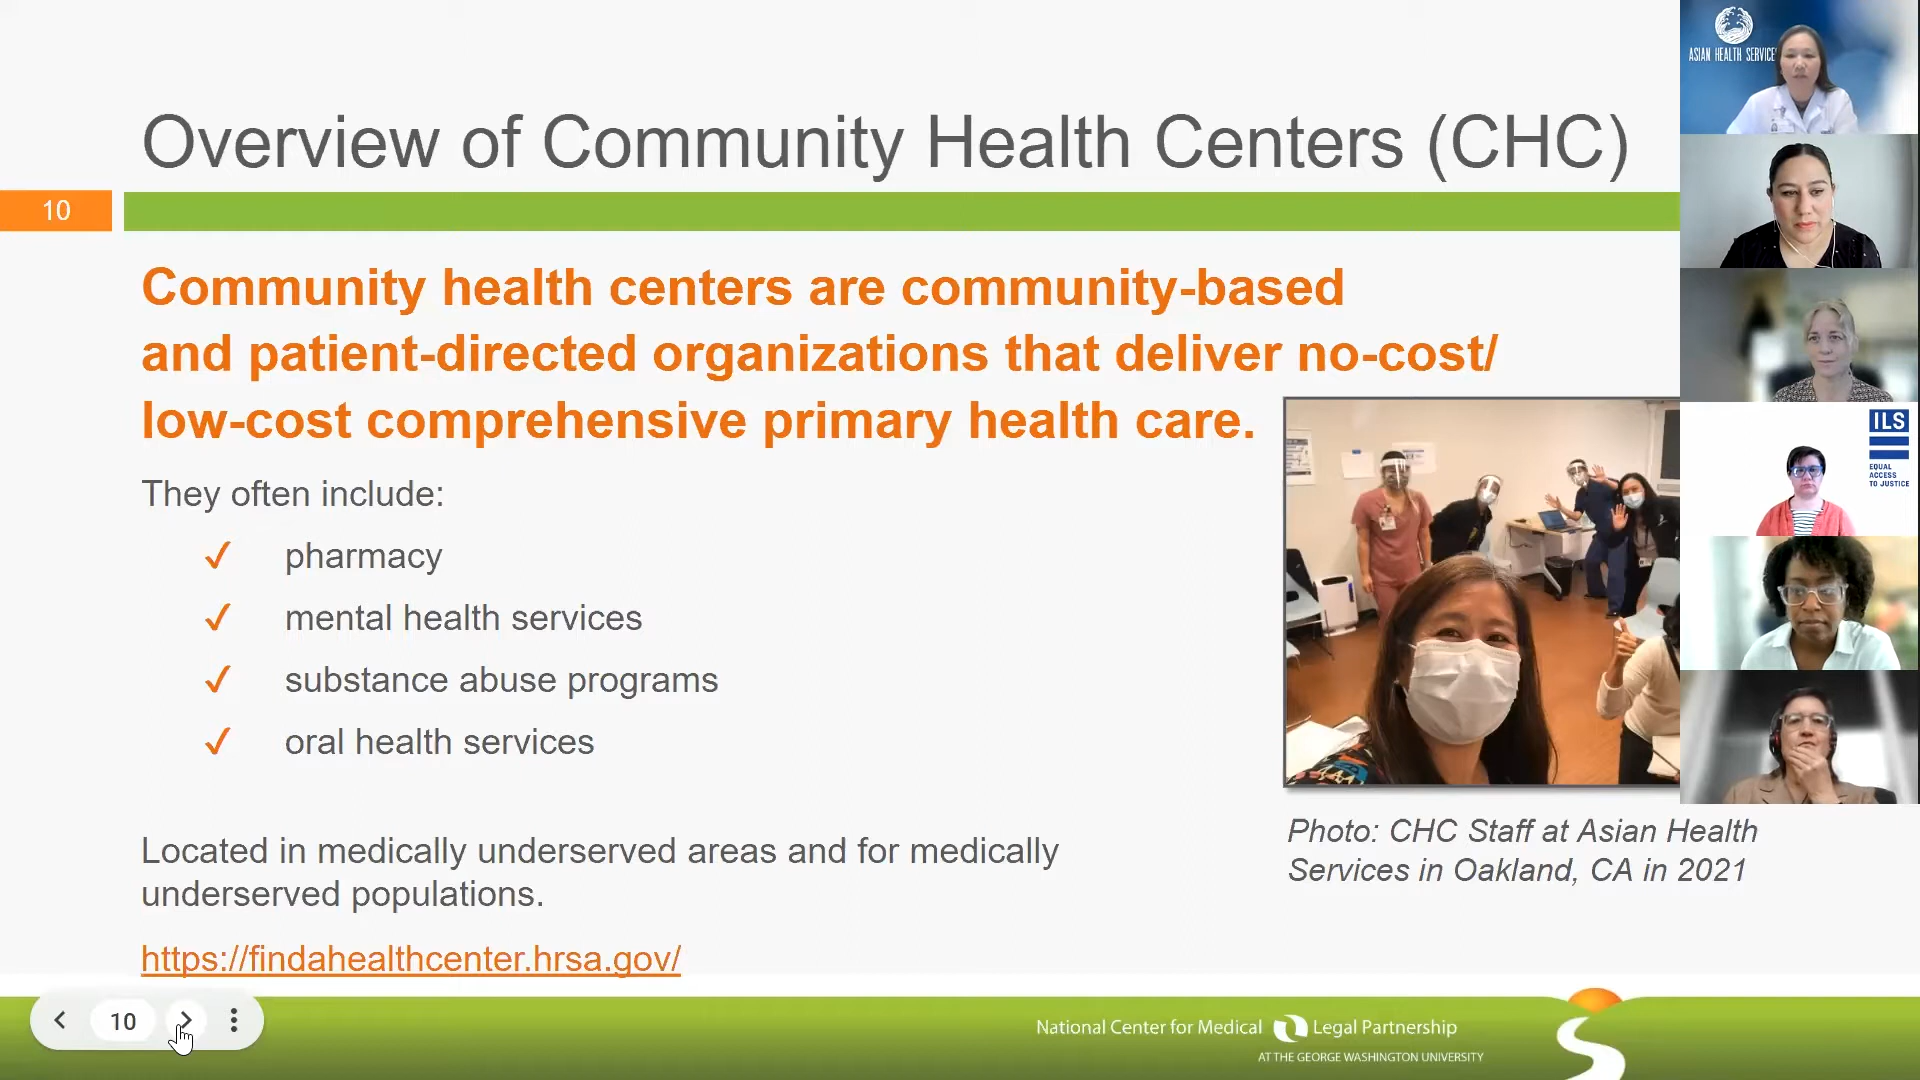 Overview of Community Health Centers (CHC)
10
Community health centers are community-based
and patient-directed organizations that deliver no-cost/
low-cost comprehensive primary health care.
They often include:
✓ pharmacy
✓ mental health services
✓ substance abuse programs
✓ oral health services
Located in medically underserved areas and for medically
underserved populations.
https://findahealthcenter.hrsa.gov/
Photo: CHC Staff at Asian Health
Services in Oakland, CA in 2021
10
National Center for Medical Legal Partnership
AT THE GEORGE WASHINGTON UNIVERSITY
ASIAN HEALTH SERVICE
ILS
EQUAL
ACCESS
TO JUSTICE